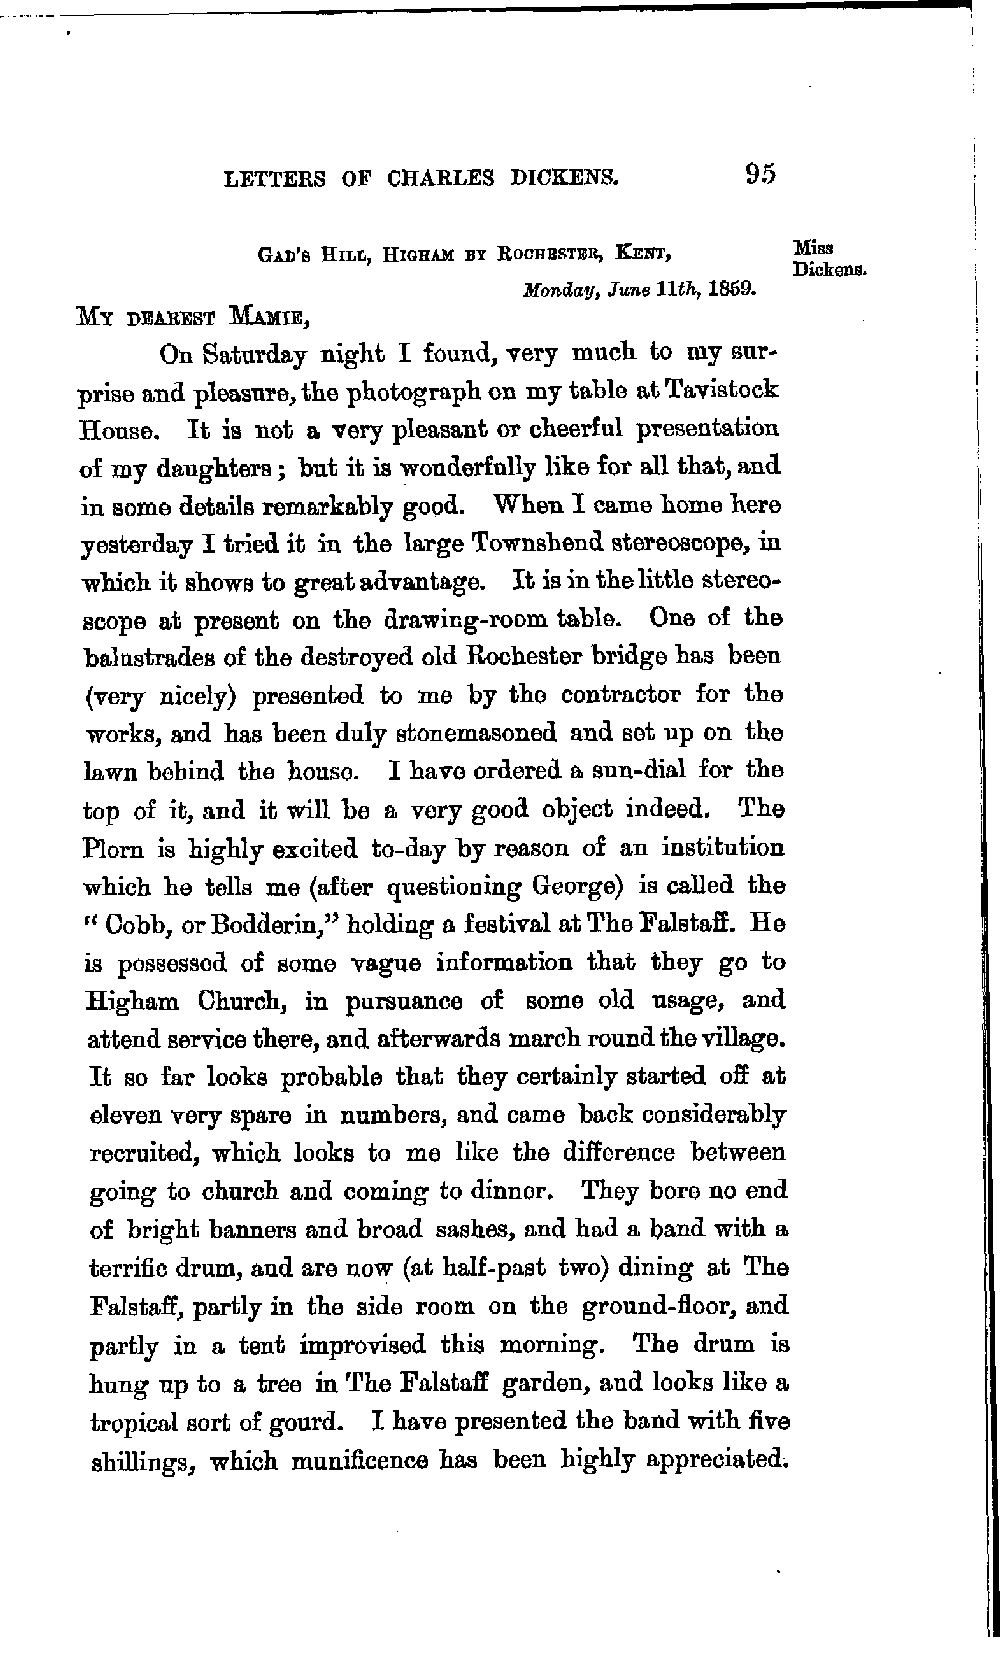 LETTERS OF CHARLES DICKENS. 95
GAD'S HILL, HIGHAM BY ROCHESTER, KENT,
Miss
Dickens.
Monday, June 11th, 1859.
MY DEAREST MAMIE,
On Saturday night I found, very much to my sur-
prise and pleasure, the photograph on my table at Tavistock
House. It is not a very pleasant or cheerful presentation
of my daughters; but it is wonderfully like for all that, and
in some details remarkably good. When I came home here
yesterday I tried it in the large Townshend stereoscope, in
which it shows to great advantage. It is in the little stereo-
scope at present on the drawing-room table. One of the
balustrades of the destroyed old Rochester bridge has been
(very nicely) presented to me by the contractor for the
works, and has been duly stonemasoned and set up on the
lawn behind the house. I have ordered a sun-dial for the
top of it, and it will be a very good object indeed. The
Plorn is highly excited to-day by reason of an institution
which he tells me (after questioning George) is called the
“Cobb, or Bodderin,” holding a festival at The Falstaff. He
is possessed of some vague information that they go to
Higham Church, in pursuance of some old usage, and
attend service there, and afterwards march round the village.
It so far looks probable that they certainly started off at
eleven very spare in numbers, and came back considerably
recruited, which looks to me like the difference between
going to church and coming to dinner. They bore no end
of bright banners and broad sashes, and had a band with a
terrific drum, and are now (at half-past two) dining at The
Falstaff, partly in the side room on the ground-floor, and
partly in a tent improvised this morning. The drum is
hung up to a tree in The Falstaff garden, and looks like a
tropical sort of gourd. I have presented the band with five
shillings, which munificence has been highly appreciated.